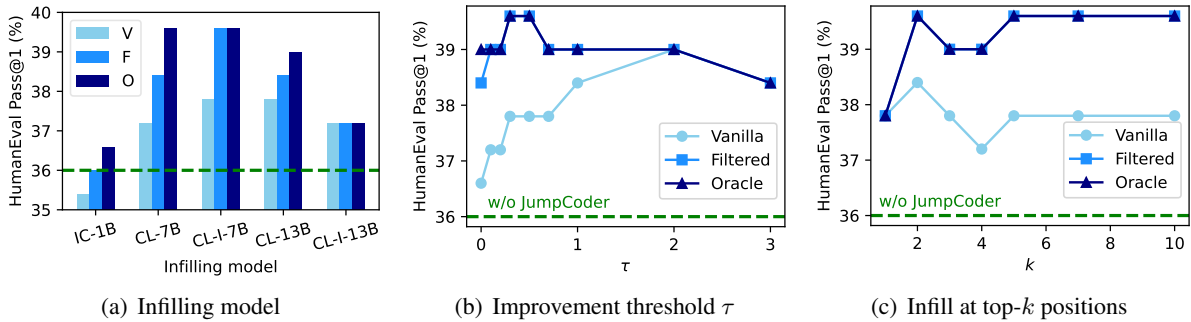 HumanEval Pass@1 (%)
40
39
38
37
36
35
V
F
O
IC-1B
CL-7B
CL-I-7B
CL-13B
CL-I-13B
Infilling model
(a) Infilling model
HumanEval Pass@1 (%)
39
38
37
36
Vanilla
Filtered
Oracle
w/o JumpCoder
0
1
2
3
τ
(b) Improvement threshold τ
HumanEval Pass@1 (%)
39
38
37
36
Vanilla
Filtered
Oracle
w/o JumpCoder
2
4
6
8
10
k
(c) Infill at top-k positions